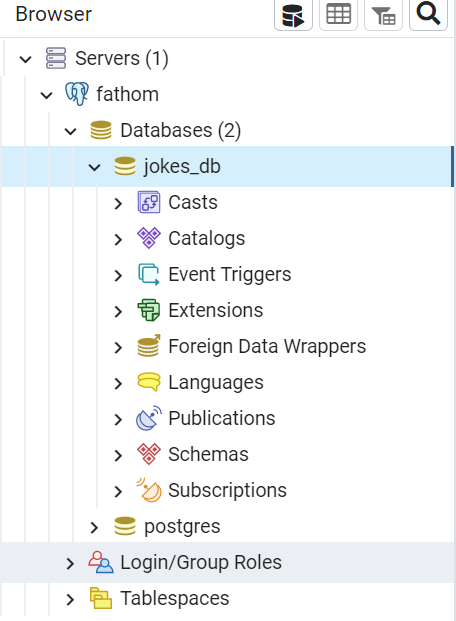 Browser
Servers (1)
fathom
Databases (2)
jokes_db
Casts
Catalogs
Event Triggers
Extensions
Foreign Data Wrappers
Languages
Publications
Schemas
Subscriptions
postgres
Login/Group Roles
Tablespaces